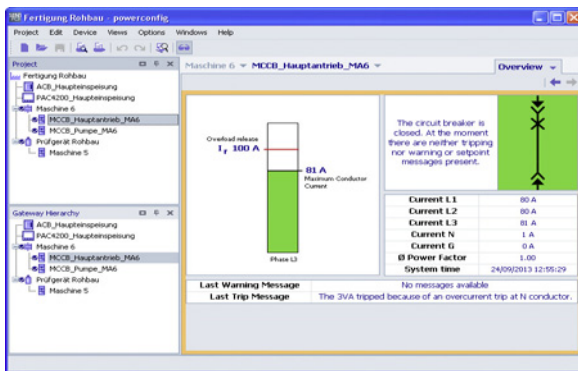 Fertigung Rohbau - powerconfig
Project Edit Device Views Options Windows Help
Project
Fertigung Rohbau
ACB_Haupteinspeisung
PAC4200_Haupteinspeisung
Maschine 6
MCCB_Hauptantrieb_MA6
MCCB_Pumpe_MA6
Prüfgerät Rohbau
Maschine 5
Gateway Hierarchy
ACB_Haupteinspeisung
PAC4200_Haupteinspeisung
Maschine 6
MCCB_Hauptantrieb_MA6
MCCB_Pumpe_MA6
Prüfgerät Rohbau
Maschine 5
Maschine 6 MCCB_Hauptantrieb_MA6 Overview
Overload release
Ir 100 A
81 A
Maximum Conductor
Current
Phase L3
The circuit breaker is
closed. At the moment
there are neither tripping
nor warning or setpoint
messages present.
Current L1 80 A
Current L2 80 A
Current L3 81 A
Current N 1 A
Current G 0 A
Ø Power Factor 1.00
System time 24/09/2013 12:55:29
Last Warning Message No messages available
Last Trip Message The 3VA tripped because of an overcurrent trip at N conductor.